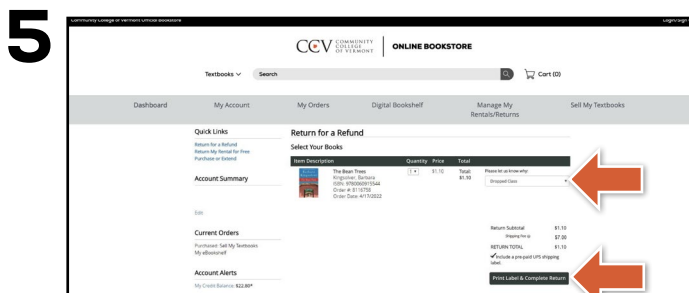 5
Community College of Vermont Official Bookstore
Login/Sign
CCV COMMUNITY COLLEGE OF VERMONT ONLINE BOOKSTORE
Textbooks
Search
Cart (0)
Dashboard My Account My Orders Digital Bookshelf Manage My Rentals/Returns Sell My Textbooks
Quick Links
Return for a Refund
Return My Rental for Free
Purchase or Extend
Account Summary
Edit
Current Orders
Purchased: Sell My Textbooks
My eBookshelf
Account Alerts
My Credit Balance: $22.80*
Return for a Refund
Select Your Books
Item Description Quantity Price Total
The Bean Trees
Kingsolver, Barbara
ISBN: 9780060915544
Order #: 8116758
Order Date: 4/17/2022
1
$1.10
Total:
$1.10
Please let us know why:
Dropped Class
Return Subtotal $1.10
$7.00
RETURN TOTAL $1.10
Include a pre-paid UPS shipping
label.
Print Label & Complete Return